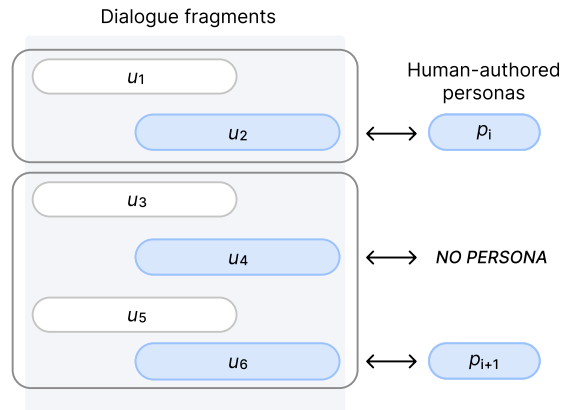 Dialogue fragments
u1
Human-authored
personas
u2
pi
u3
u4
NO PERSONA
u5
u6
pi+1